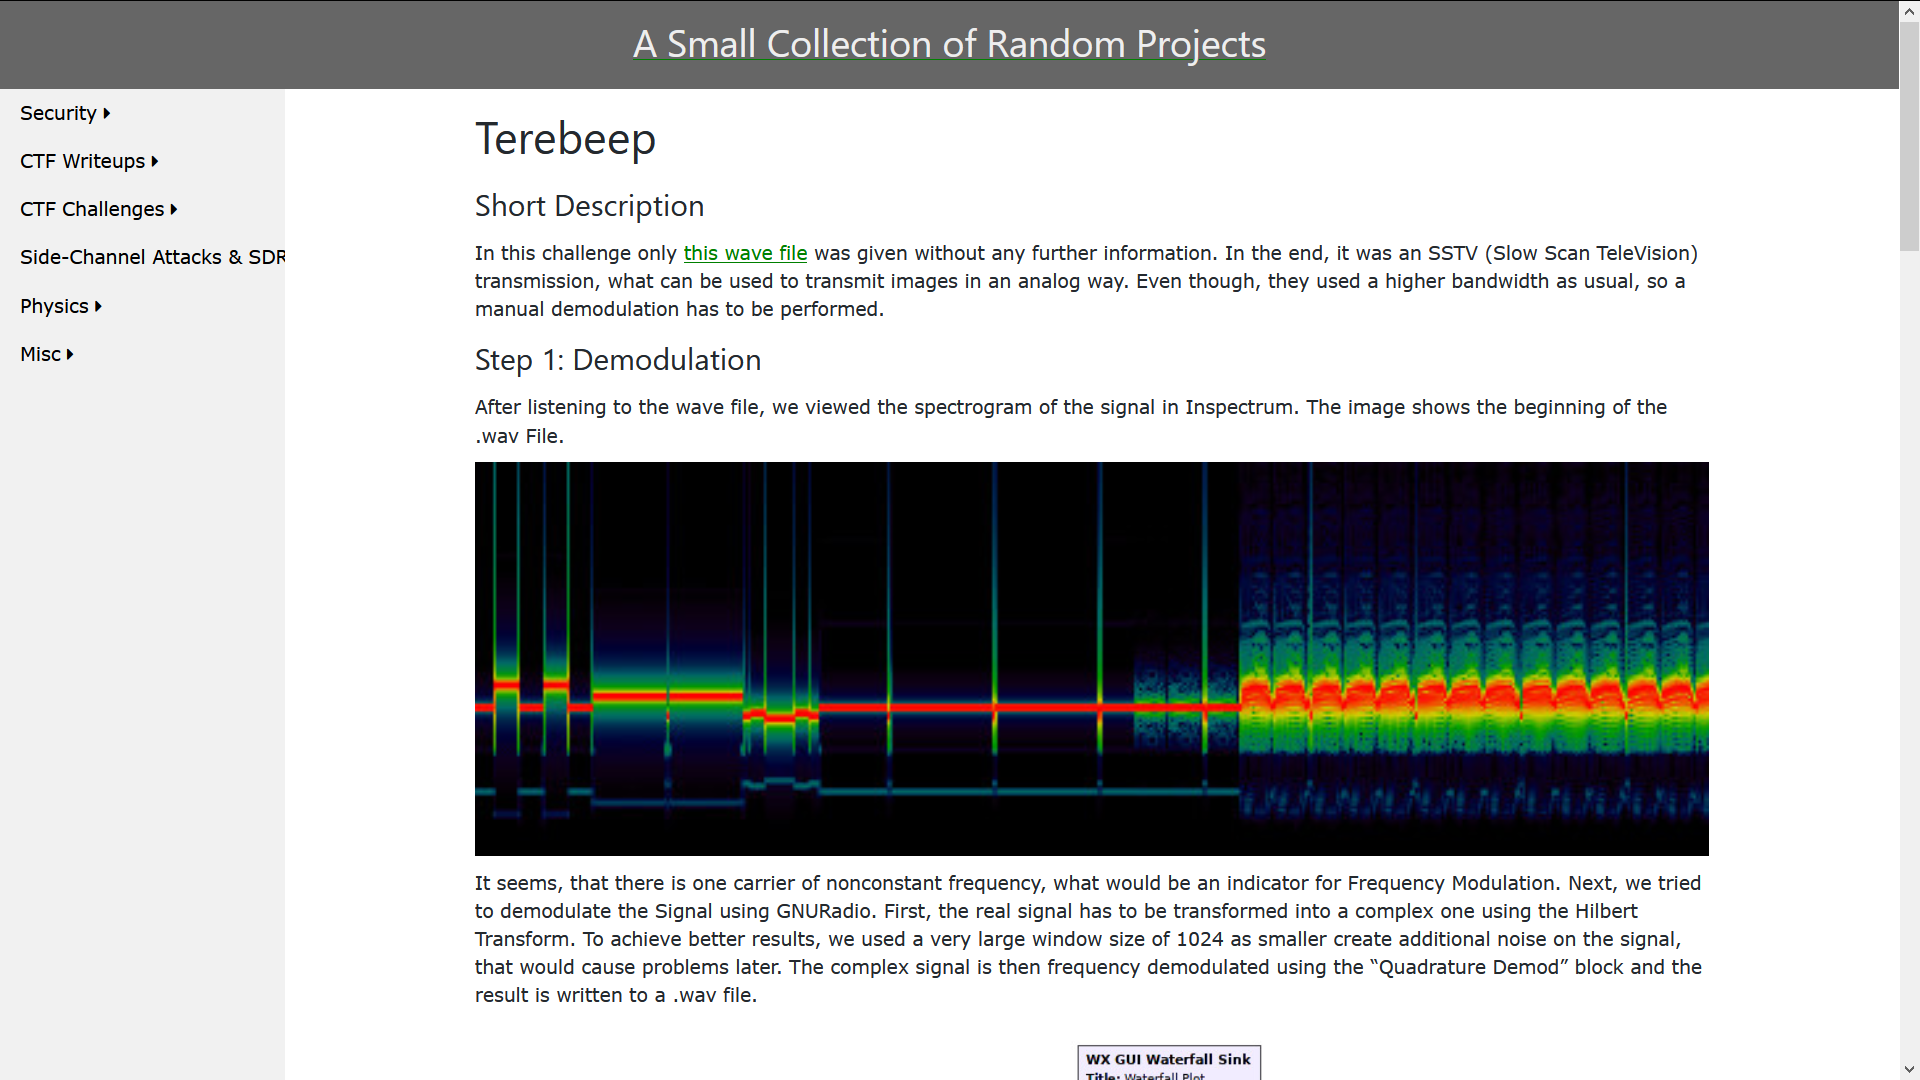 A Small Collection of Random Projects
Security
CTF Writeups
CTF Challenges
Side-Channel Attacks & SDR
Physics
Misc
Terebeep
Short Description
In this challenge only this wave file was given without any further information. In the end, it was an SSTV (Slow Scan TeleVision)
transmission, what can be used to transmit images in an analog way. Even though, they used a higher bandwidth as usual, so a
manual demodulation has to be performed.
Step 1: Demodulation
After listening to the wave file, we viewed the spectrogram of the signal in Inspectrum. The image shows the beginning of the
.wav File.
It seems, that there is one carrier of nonconstant frequency, what would be an indicator for Frequency Modulation. Next, we tried
to demodulate the Signal using GNURadio. First, the real signal has to be transformed into a complex one using the Hilbert
Transform. To achieve better results, we used a very large window size of 1024 as smaller create additional noise on the signal,
that would cause problems later. The complex signal is then frequency demodulated using the “Quadrature Demod” block and the
result is written to a .wav file.
WX GUI Waterfall Sink
Title: Waterfall Plot